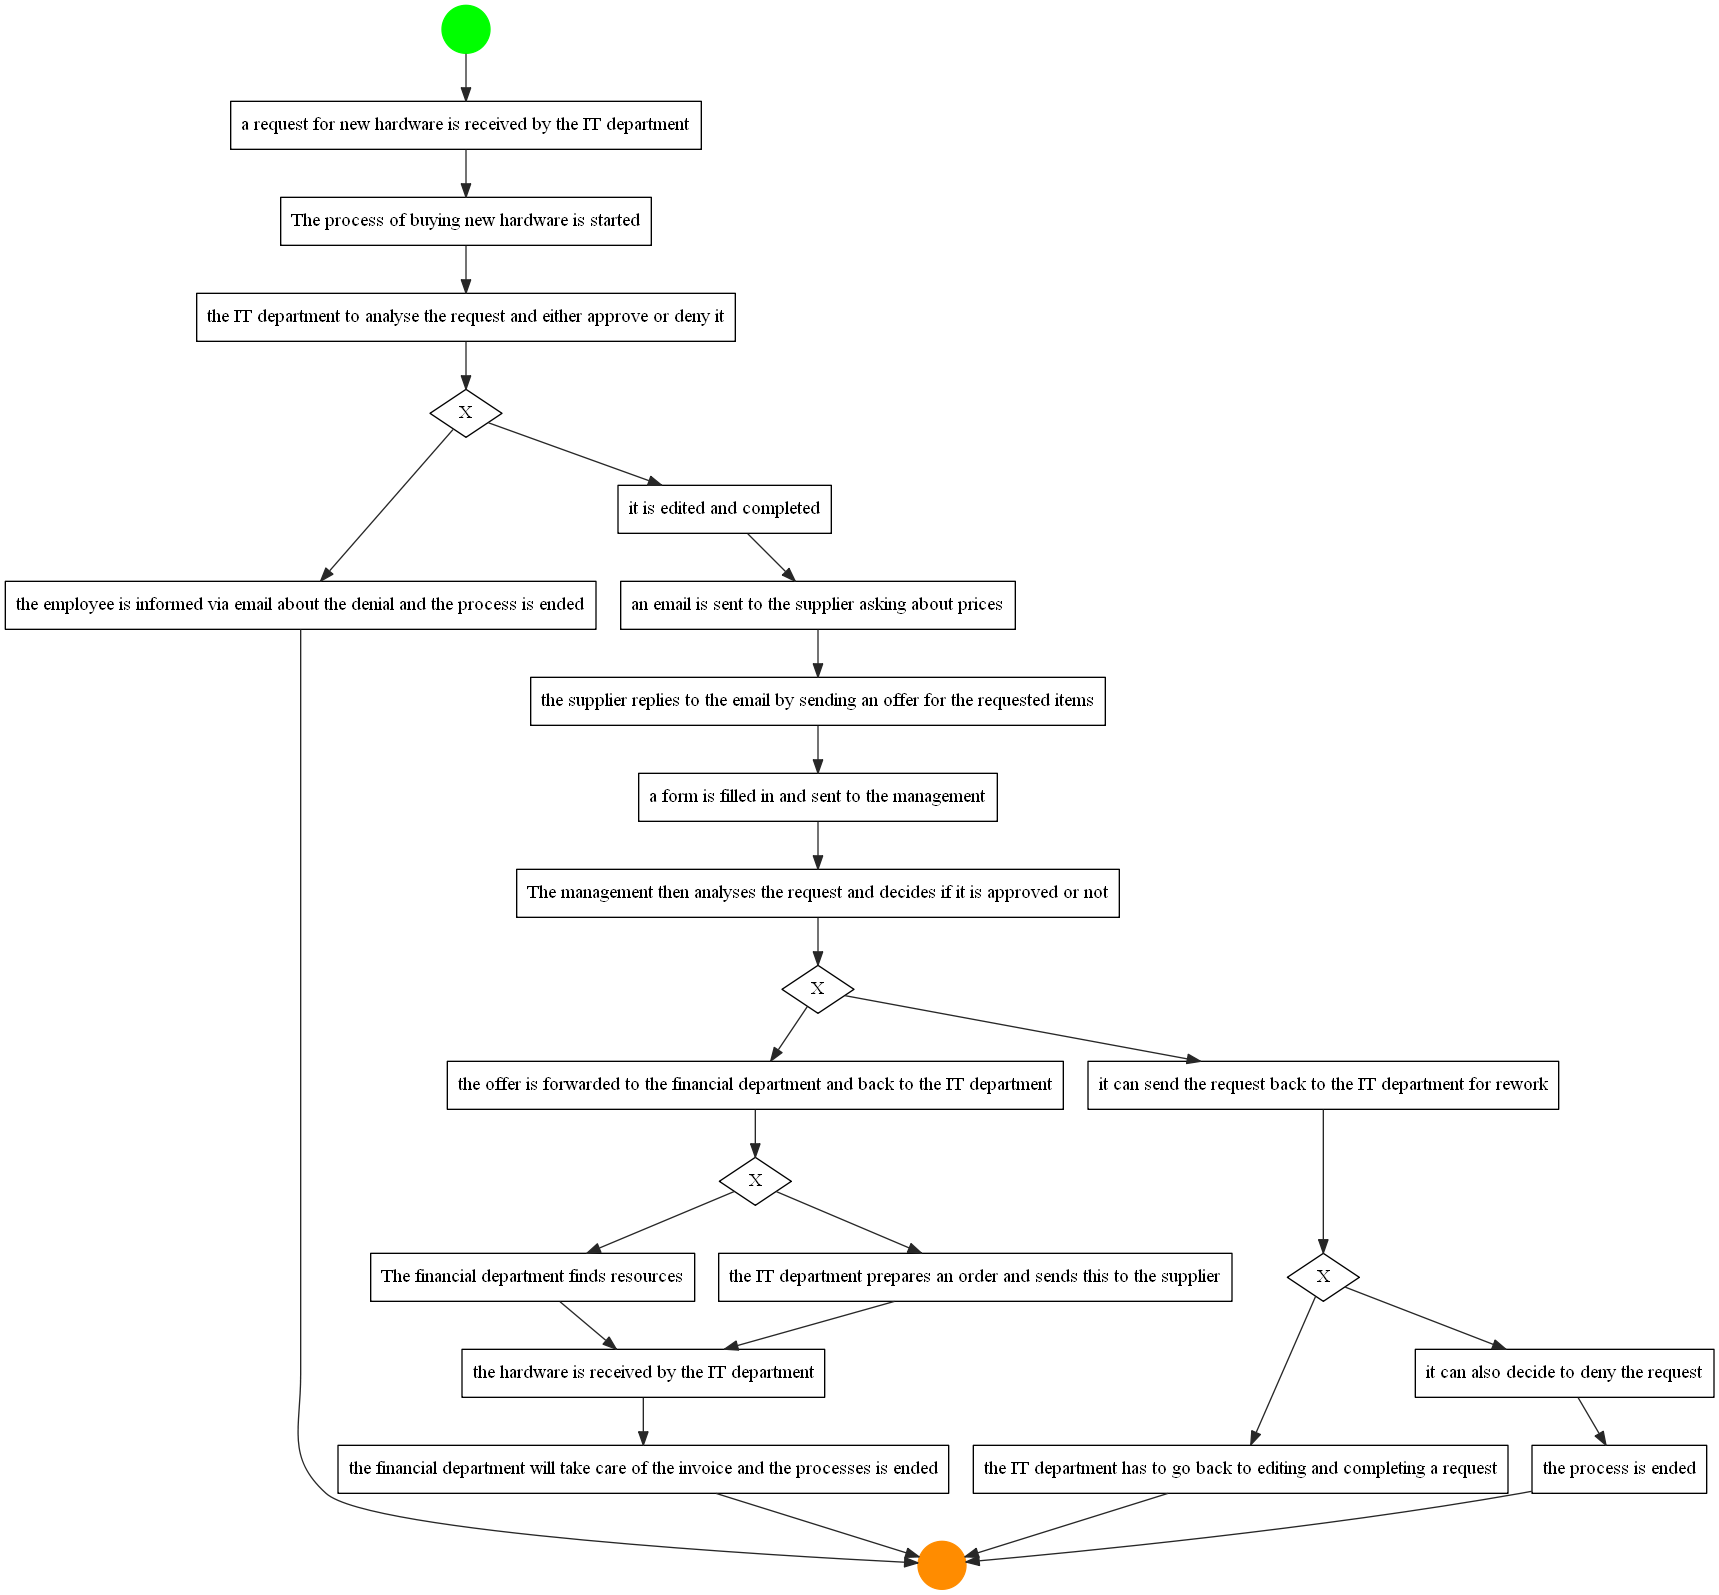 a request for new hardware is received by the IT department
The process of buying new hardware is started
the IT department to analyse the request and either approve or deny it
X
it is edited and completed
the employee is informed via email about the denial and the process is ended
an email is sent to the supplier asking about prices
the supplier replies to the email by sending an offer for the requested items
a form is filled in and sent to the management
The management then analyses the request and decides if it is approved or not
X
the offer is forwarded to the financial department and back to the IT department
it can send the request back to the IT department for rework
X
The financial department finds resources
the IT department prepares an order and sends this to the supplier
X
the hardware is received by the IT department
it can also decide to deny the request
the financial department will take care of the invoice and the processes is ended
the IT department has to go back to editing and completing a request
the process is ended